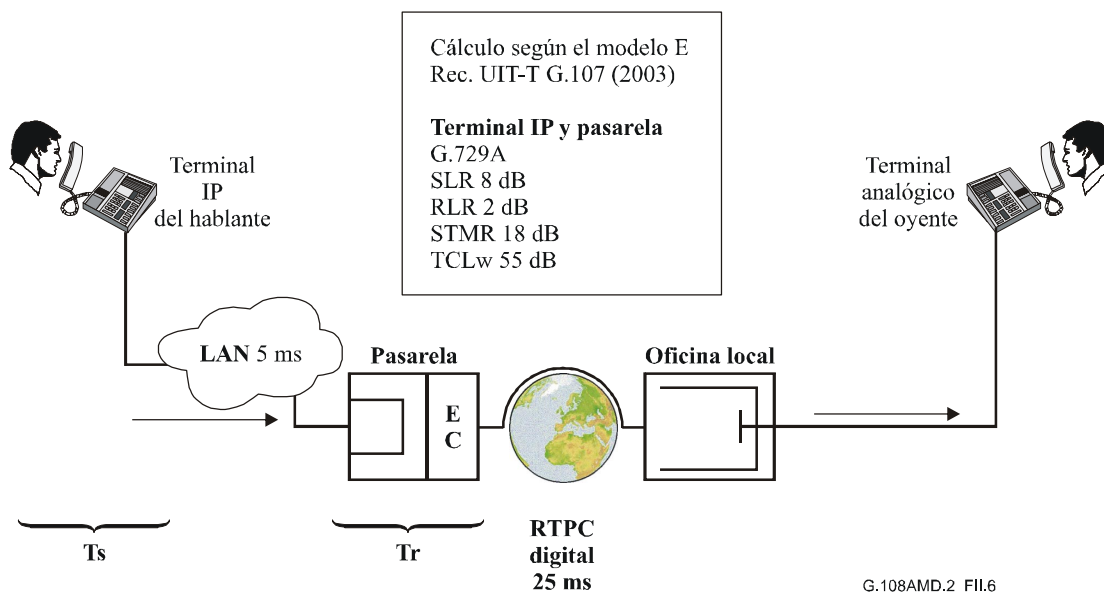 Cálculo según el modelo E
Rec. UIT-T G.107 (2003)
Terminal IP y pasarela
G.729A
SLR 8 dB
RLR 2 dB
STMR 18 dB
TCLw 55 dB
Terminal
IP
del hablante
Terminal
analógico
del oyente
LAN 5 ms
Pasarela
E
C
Oficina local
Ts
Tr
RTPC
digital
25 ms
G.108AMD.2_FII.6